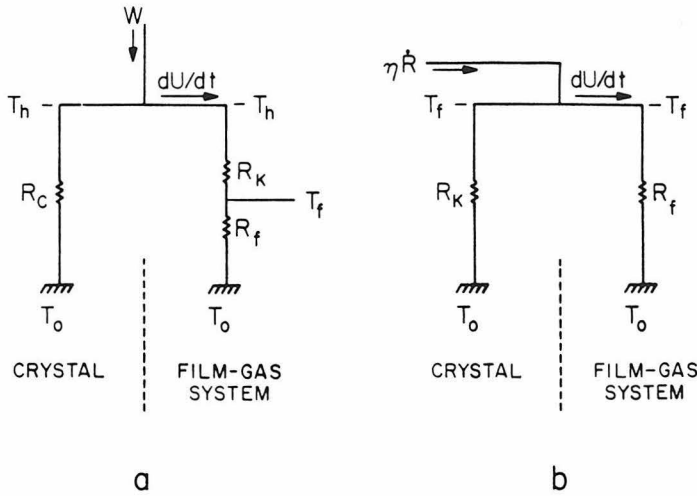 W
dU/dt
T_h
T_h
R_C
R_K
T_f
R_f
T_o
T_o
CRYSTAL
FILM-GAS
SYSTEM
a
ηṘ
dU/dt
T_f
T_f
R_K
R_f
T_o
T_o
CRYSTAL
FILM-GAS
SYSTEM
b